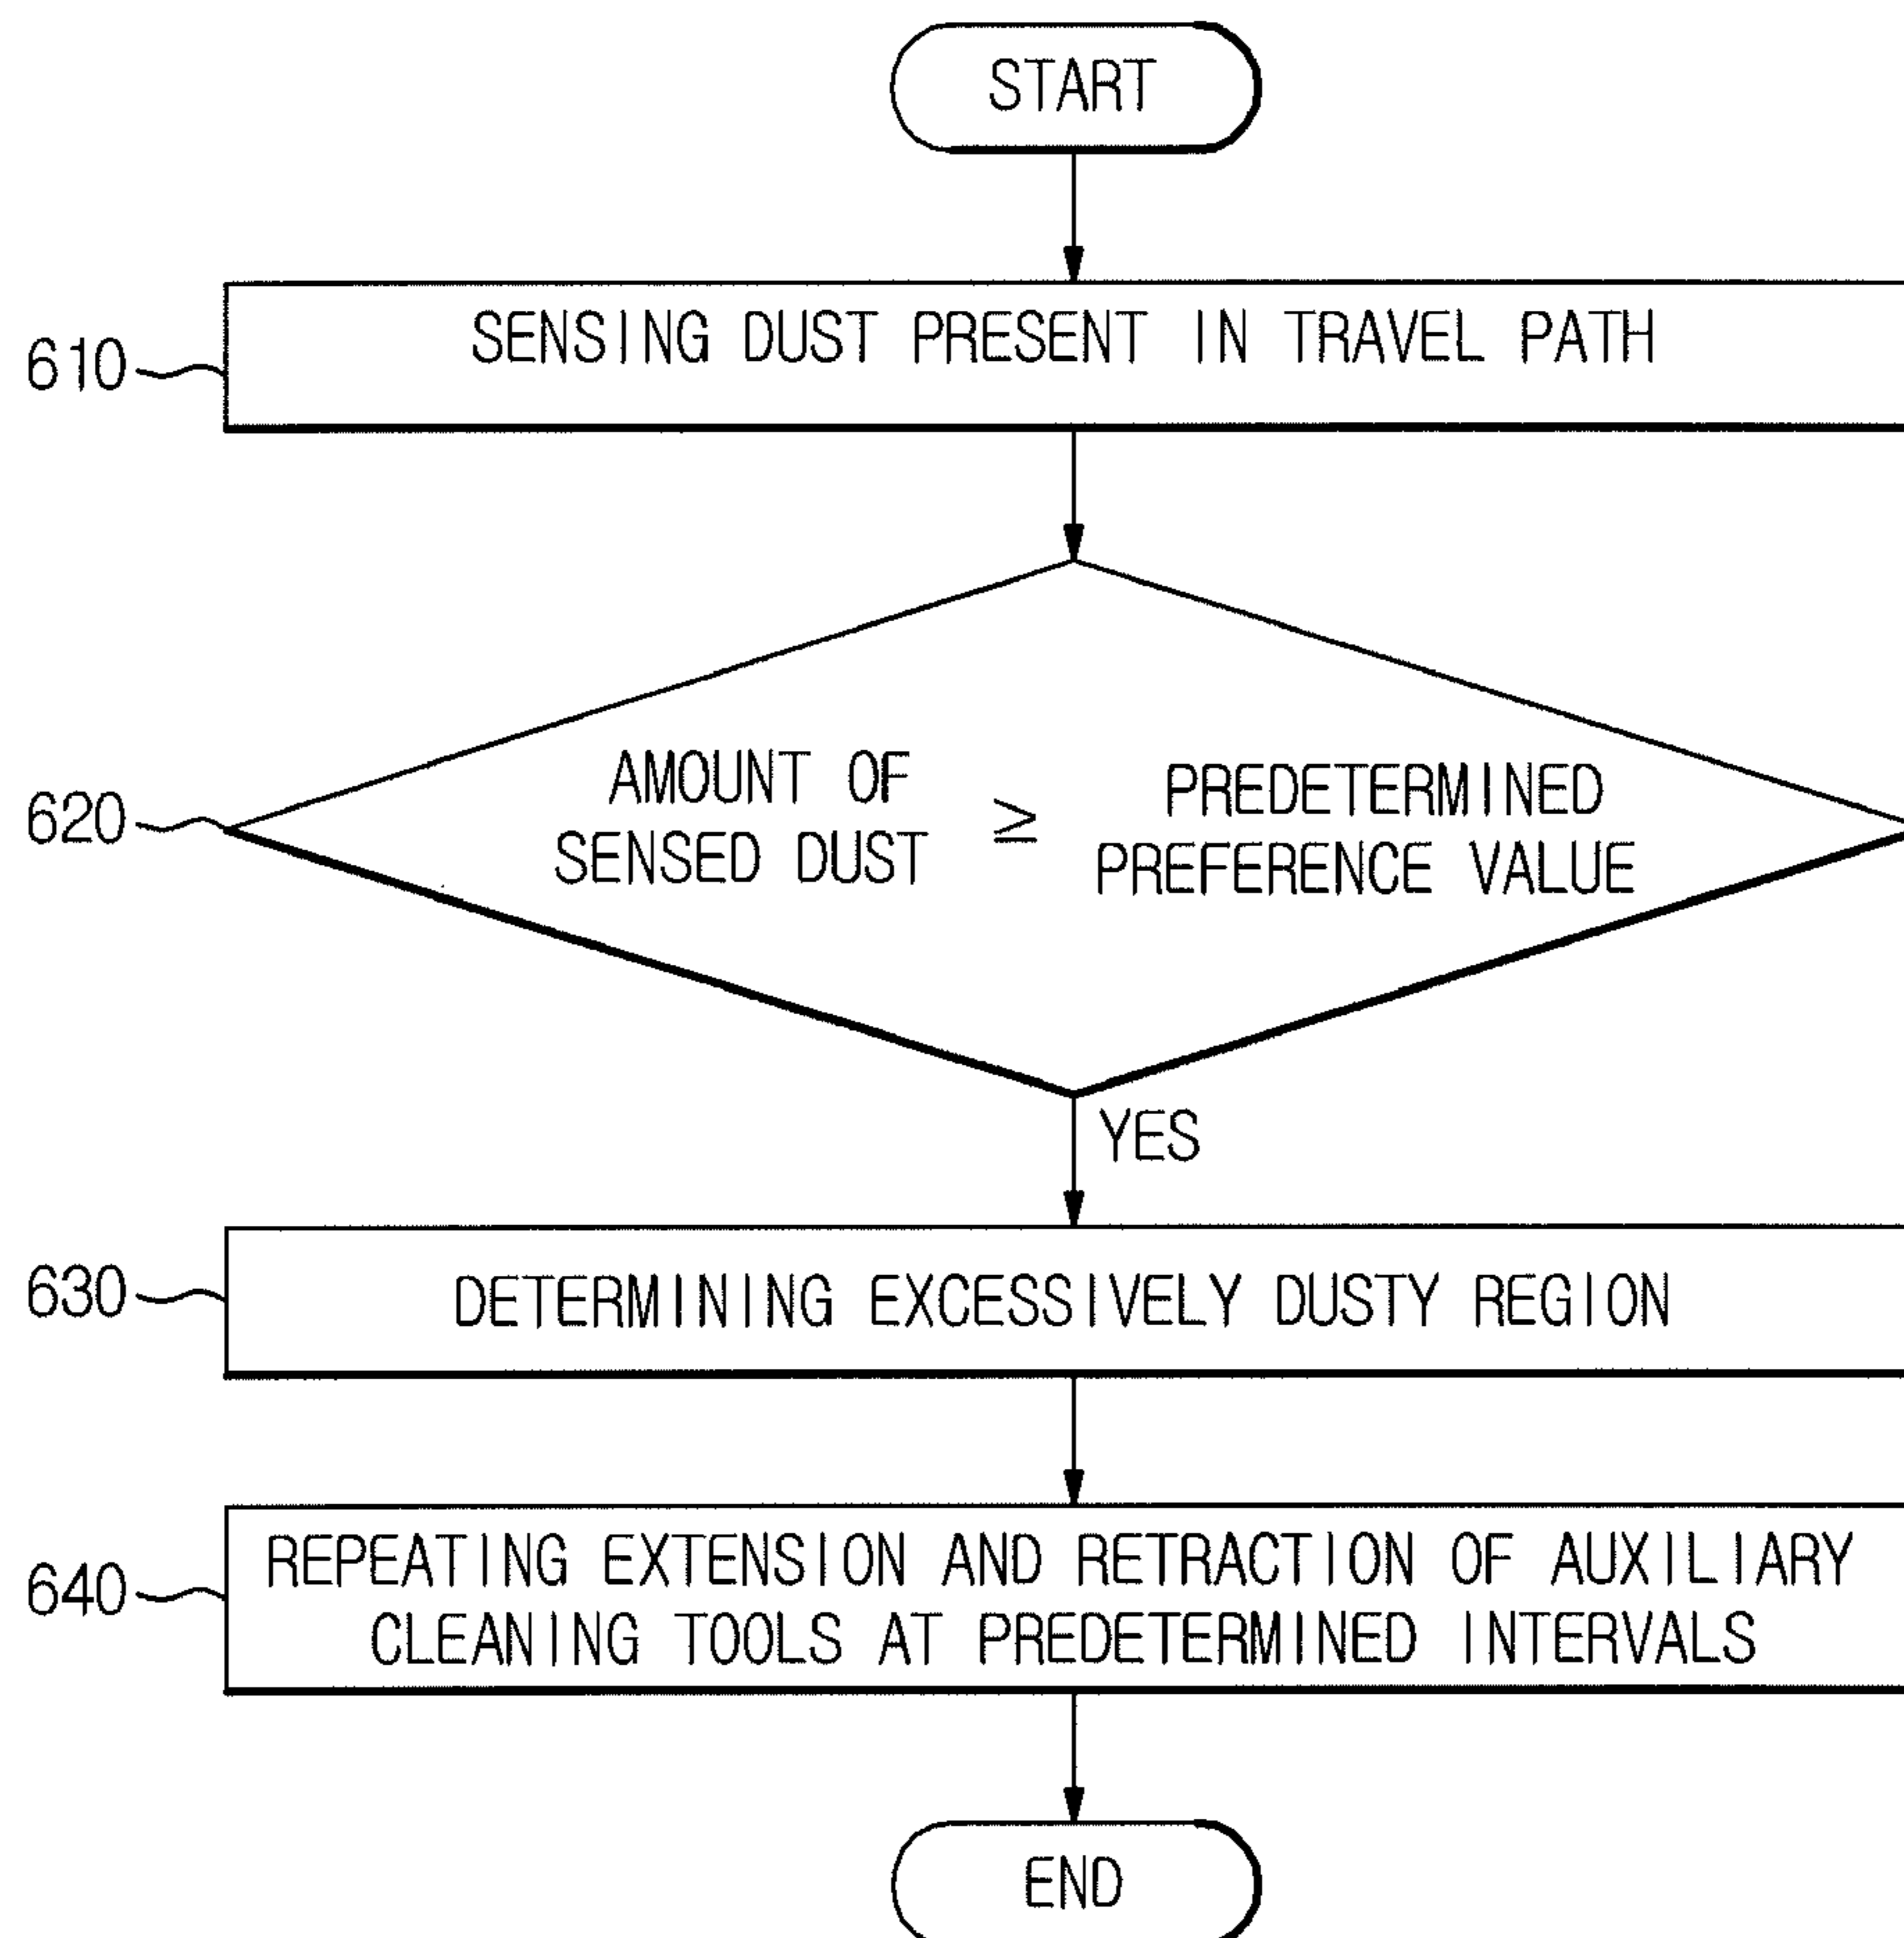 START
610
SENSING DUST PRESENT IN TRAVEL PATH
620
AMOUNT OF
SENSED DUST
≥
PREDETERMINED
PREFERENCE VALUE
YES
630
DETERMINING EXCESSIVELY DUSTY REGION
640
REPEATING EXTENSION AND RETRACTION OF AUXILIARY
CLEANING TOOLS AT PREDETERMINED INTERVALS
END